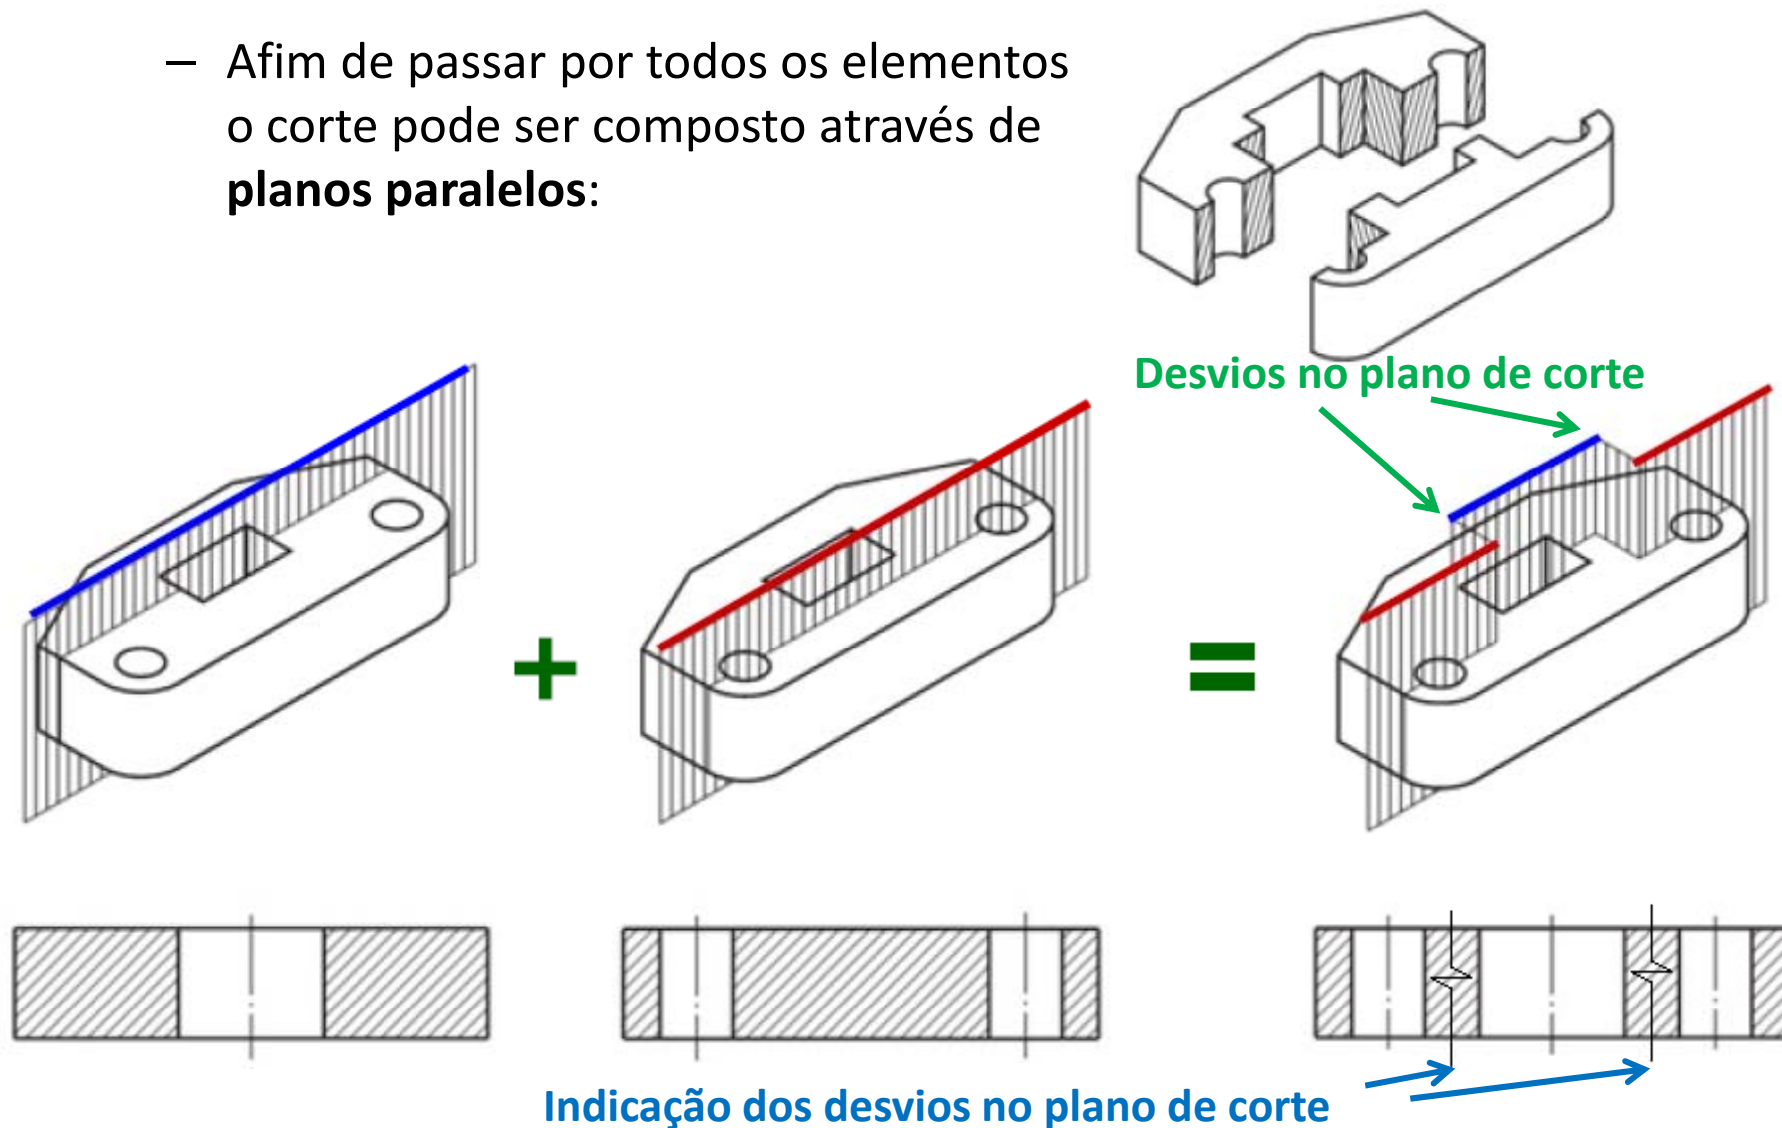 – Afim de passar por todos os elementos
o corte pode ser composto através de
planos paralelos:
Desvios no plano de corte
Indicação dos desvios no plano de corte